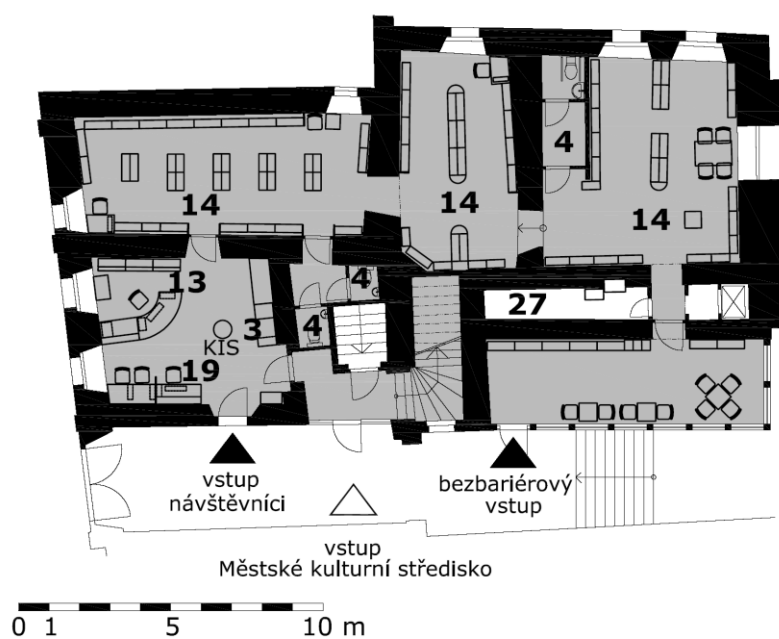 4
14
14
14
13
4
27
3
4
KIS
19
vstup
návštěvníci
bezbariérový
vstup
vstup
Městské kulturní středisko
0 1 5 10 m